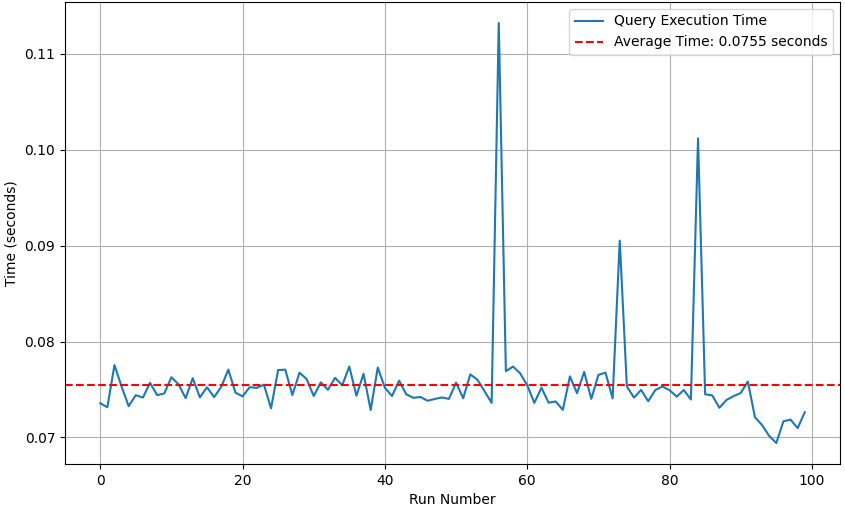 Query Execution Time
Average Time: 0.0755 seconds
0.11
0.10
0.09
0.08
0.07
Time (seconds)
0 20 40 60 80 100
Run Number